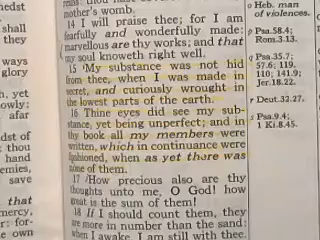 mother's womb.
14 I will praise thee; for I am
fearfully and wonderfully made:
marvellous are thy works; and that
my soul knoweth right well.
15 My substance was not hid
from thee, when I was made in
secret, and curiously wrought in
the lowest parts of the earth.
16 Thine eyes did see my sub-
stance, yet being unperfect; and in
thy book all my members were
written, which in continuance were
fashioned, when as yet there was
none of them.
17 How precious also are thy
thoughts unto me, O God! how
great is the sum of them!
18 If I should count them, they
are more in number than the sand:
when I awake, I am still with thee.
shall
they
ways
glory
yet
afar
dst of
thou
hand
emies,
save
that
mercy,
r: for-
e own
Heb. man
of violences.
p Psa.58.4;
Rom.3.13.
q Psa.35.7;
57.6; 119.
110; 141.9;
Jer.18.22.
r Deut.32.27.
s Psa.9.4;
1 Ki.8.45.